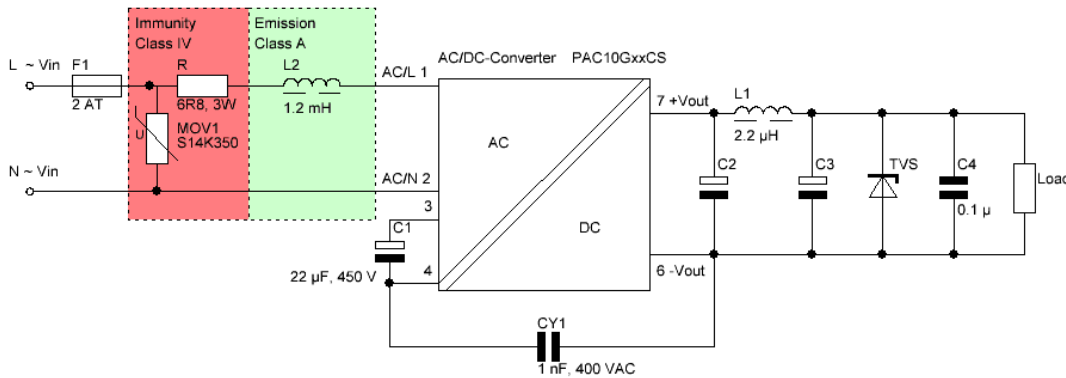 Immunity
Class IV
Emission
Class A
L ~ Vin
F1
2 AT
R
6R8, 3W
L2
1.2 mH
AC/L 1
AC/DC-Converter PAC10GxxCS
U
MOV1
S14K350
N ~ Vin
AC/N 2
AC
DC
3
C1
4
22 µF, 450 V
7 +Vout
L1
2.2 µH
C2
C3
TVS
C4
0.1 µ
Load
6 -Vout
CY1
1 nF, 400 VAC